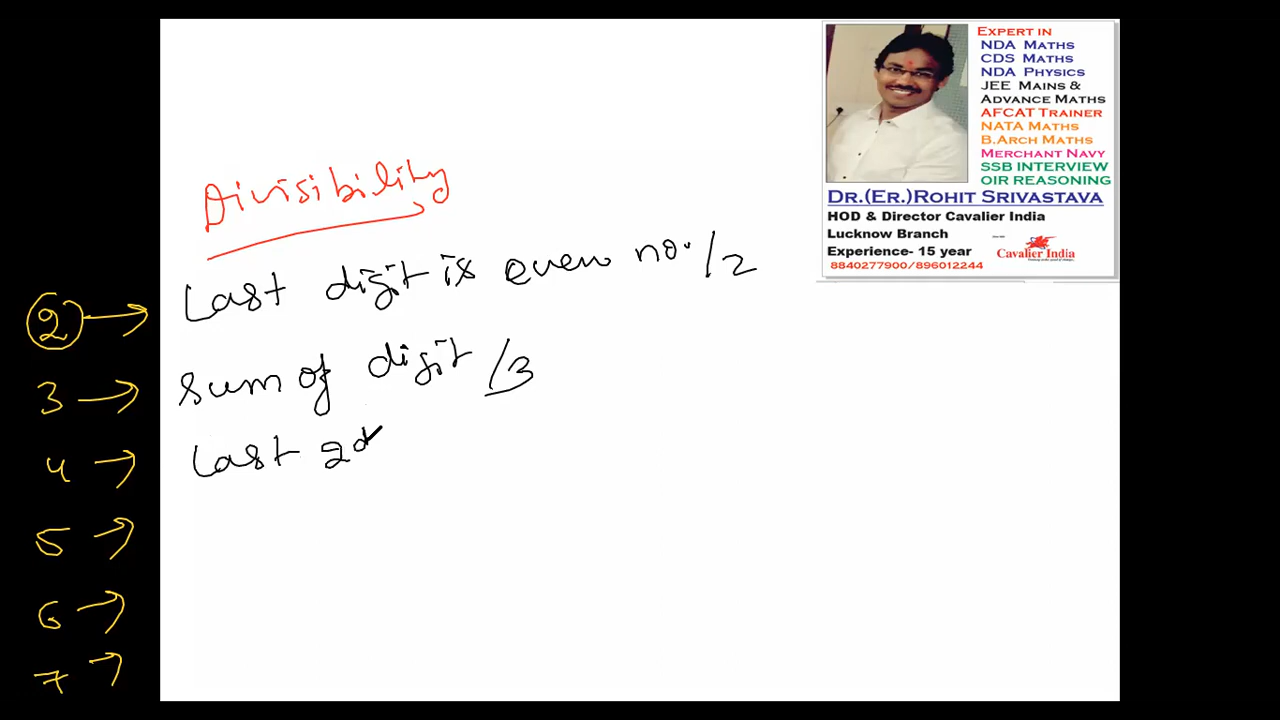 EXPERT IN
NDA MATHS
CDS MATHS
NDA PHYSICS
JEE MAINS &
ADVANCE MATHS
AFCAT TRAINER
NATA MATHS
B.ARCH MATHS
MERCHANT NAVY
SSB INTERVIEW
OIR REASONING
DR.(ER.)ROHIT SRIVASTAVA
HOD & Director Cavalier India
Lucknow Branch
Experience- 15 year
Cavalier India
8840277900/896012244
Divisibility
2 → Last digit is even no. /2
3 → sum of digit /3
4 → Last 2d
5 →
6 →
7 →